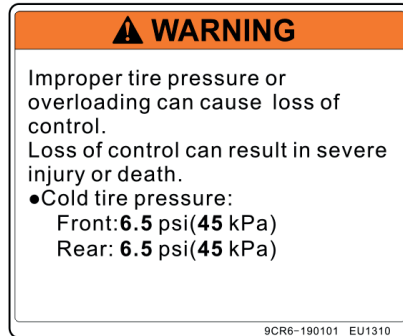 WARNING
Improper tire pressure or
overloading can cause loss of
control.
Loss of control can result in severe
injury or death.
●Cold tire pressure:
Front:6.5 psi(45 kPa)
Rear: 6.5 psi(45 kPa)
9CR6-190101 EU1310